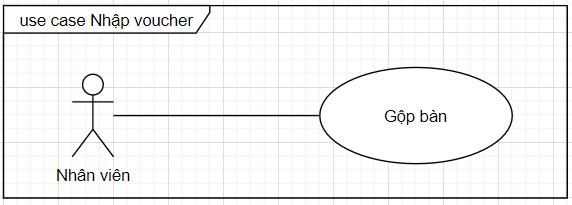 use case Nhập voucher
Gộp bàn
Nhân viên